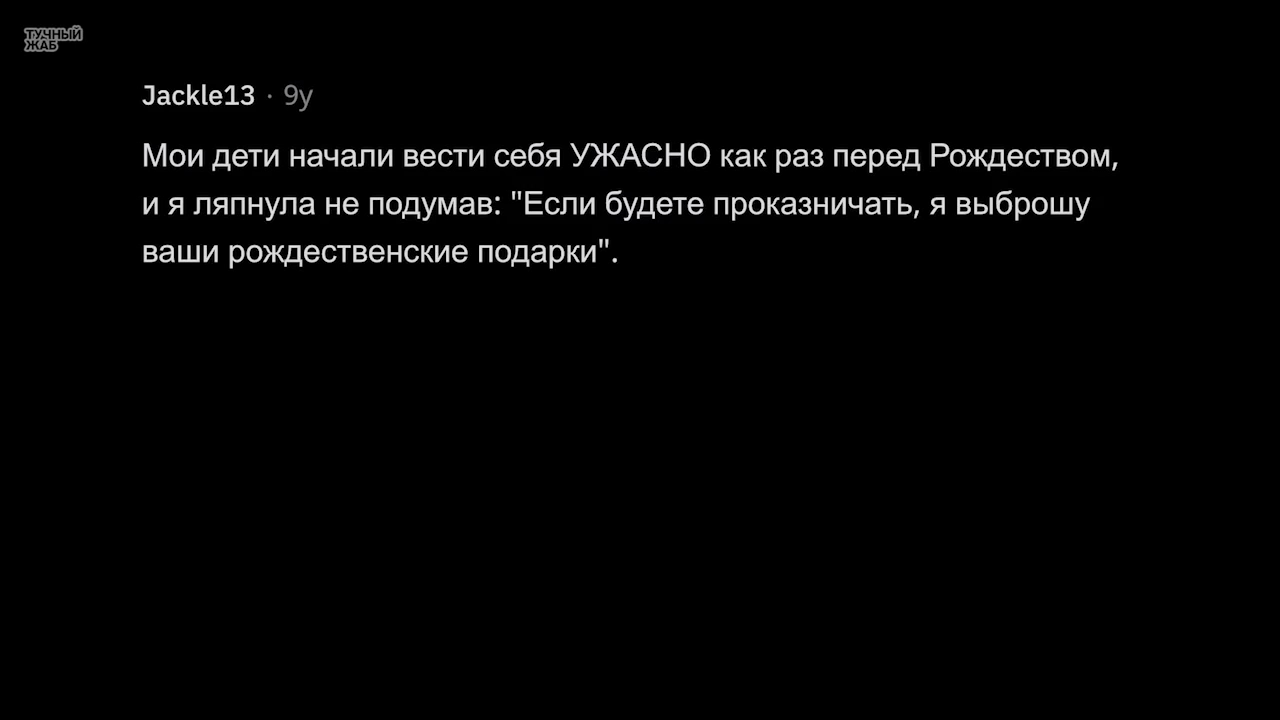 ТУЧНЫЙ
ЖАБ
Jackle13 · 9y
Мои дети начали вести себя УЖАСНО как раз перед Рождеством,
и я ляпнула не подумав: "Если будете проказничать, я выброшу
ваши рождественские подарки".